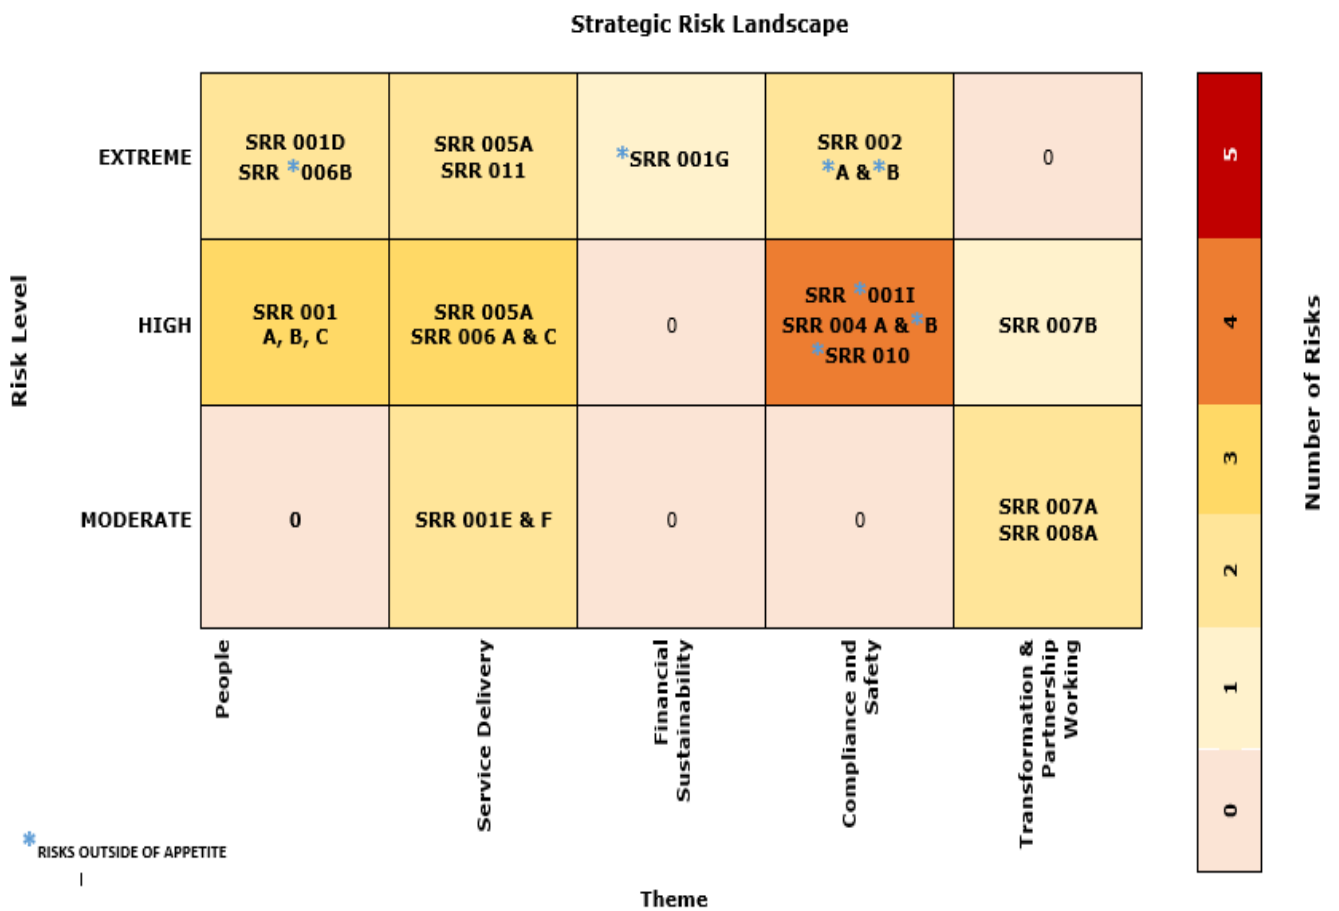 Strategic Risk Landscape
EXTREME
SRR 001D
SRR *006B
SRR 005A
SRR 011
*SRR 001G
SRR 002
*A & *B
0
HIGH
SRR 001
A, B, C
SRR 005A
SRR 006 A & C
0
SRR *001I
SRR 004 A & *B
*SRR 010
SRR 007B
MODERATE
0
SRR 001E & F
0
0
SRR 007A
SRR 008A
Risk Level
People
Service Delivery
Financial
Sustainability
Compliance and
Safety
Transformation &
Partnership
Working
Theme
5
4
3
2
1
0
Number of Risks
*RISKS OUTSIDE OF APPETITE